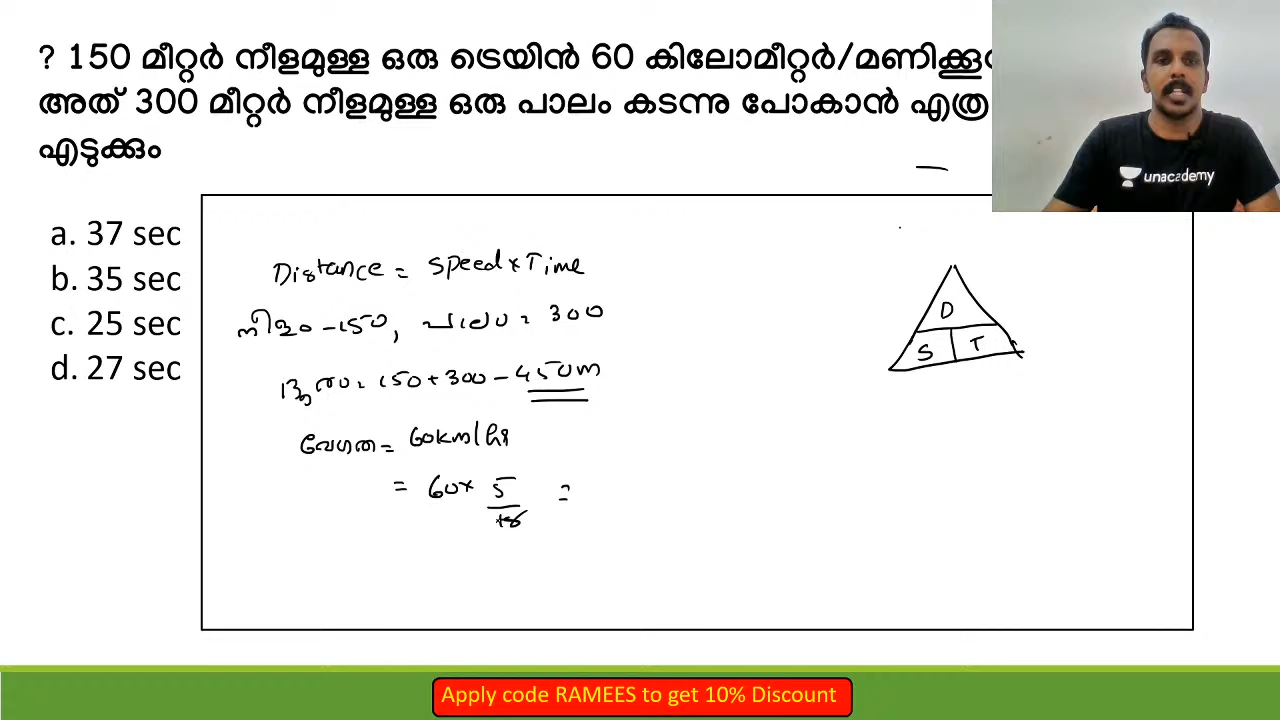 ? 150 മീറ്റർ നീളമുള്ള ഒരു ട്രെയിൻ 60 കിലോമീറ്റർ/മണിക്കൂ
അത് 300 മീറ്റർ നീളമുള്ള ഒരു പാലം കടന്നു പോകാൻ എത്ര
എടുക്കും
unacademy
a. 37 sec
b. 35 sec
c. 25 sec
d. 27 sec
Distance = Speed × Time
നീളം - 150, പാലം = 300
ദൂരം = 150 + 300 - 450m
വേഗത = 60km/hr
= 60 × 5/18 =
D
S T
Apply code RAMEES to get 10% Discount